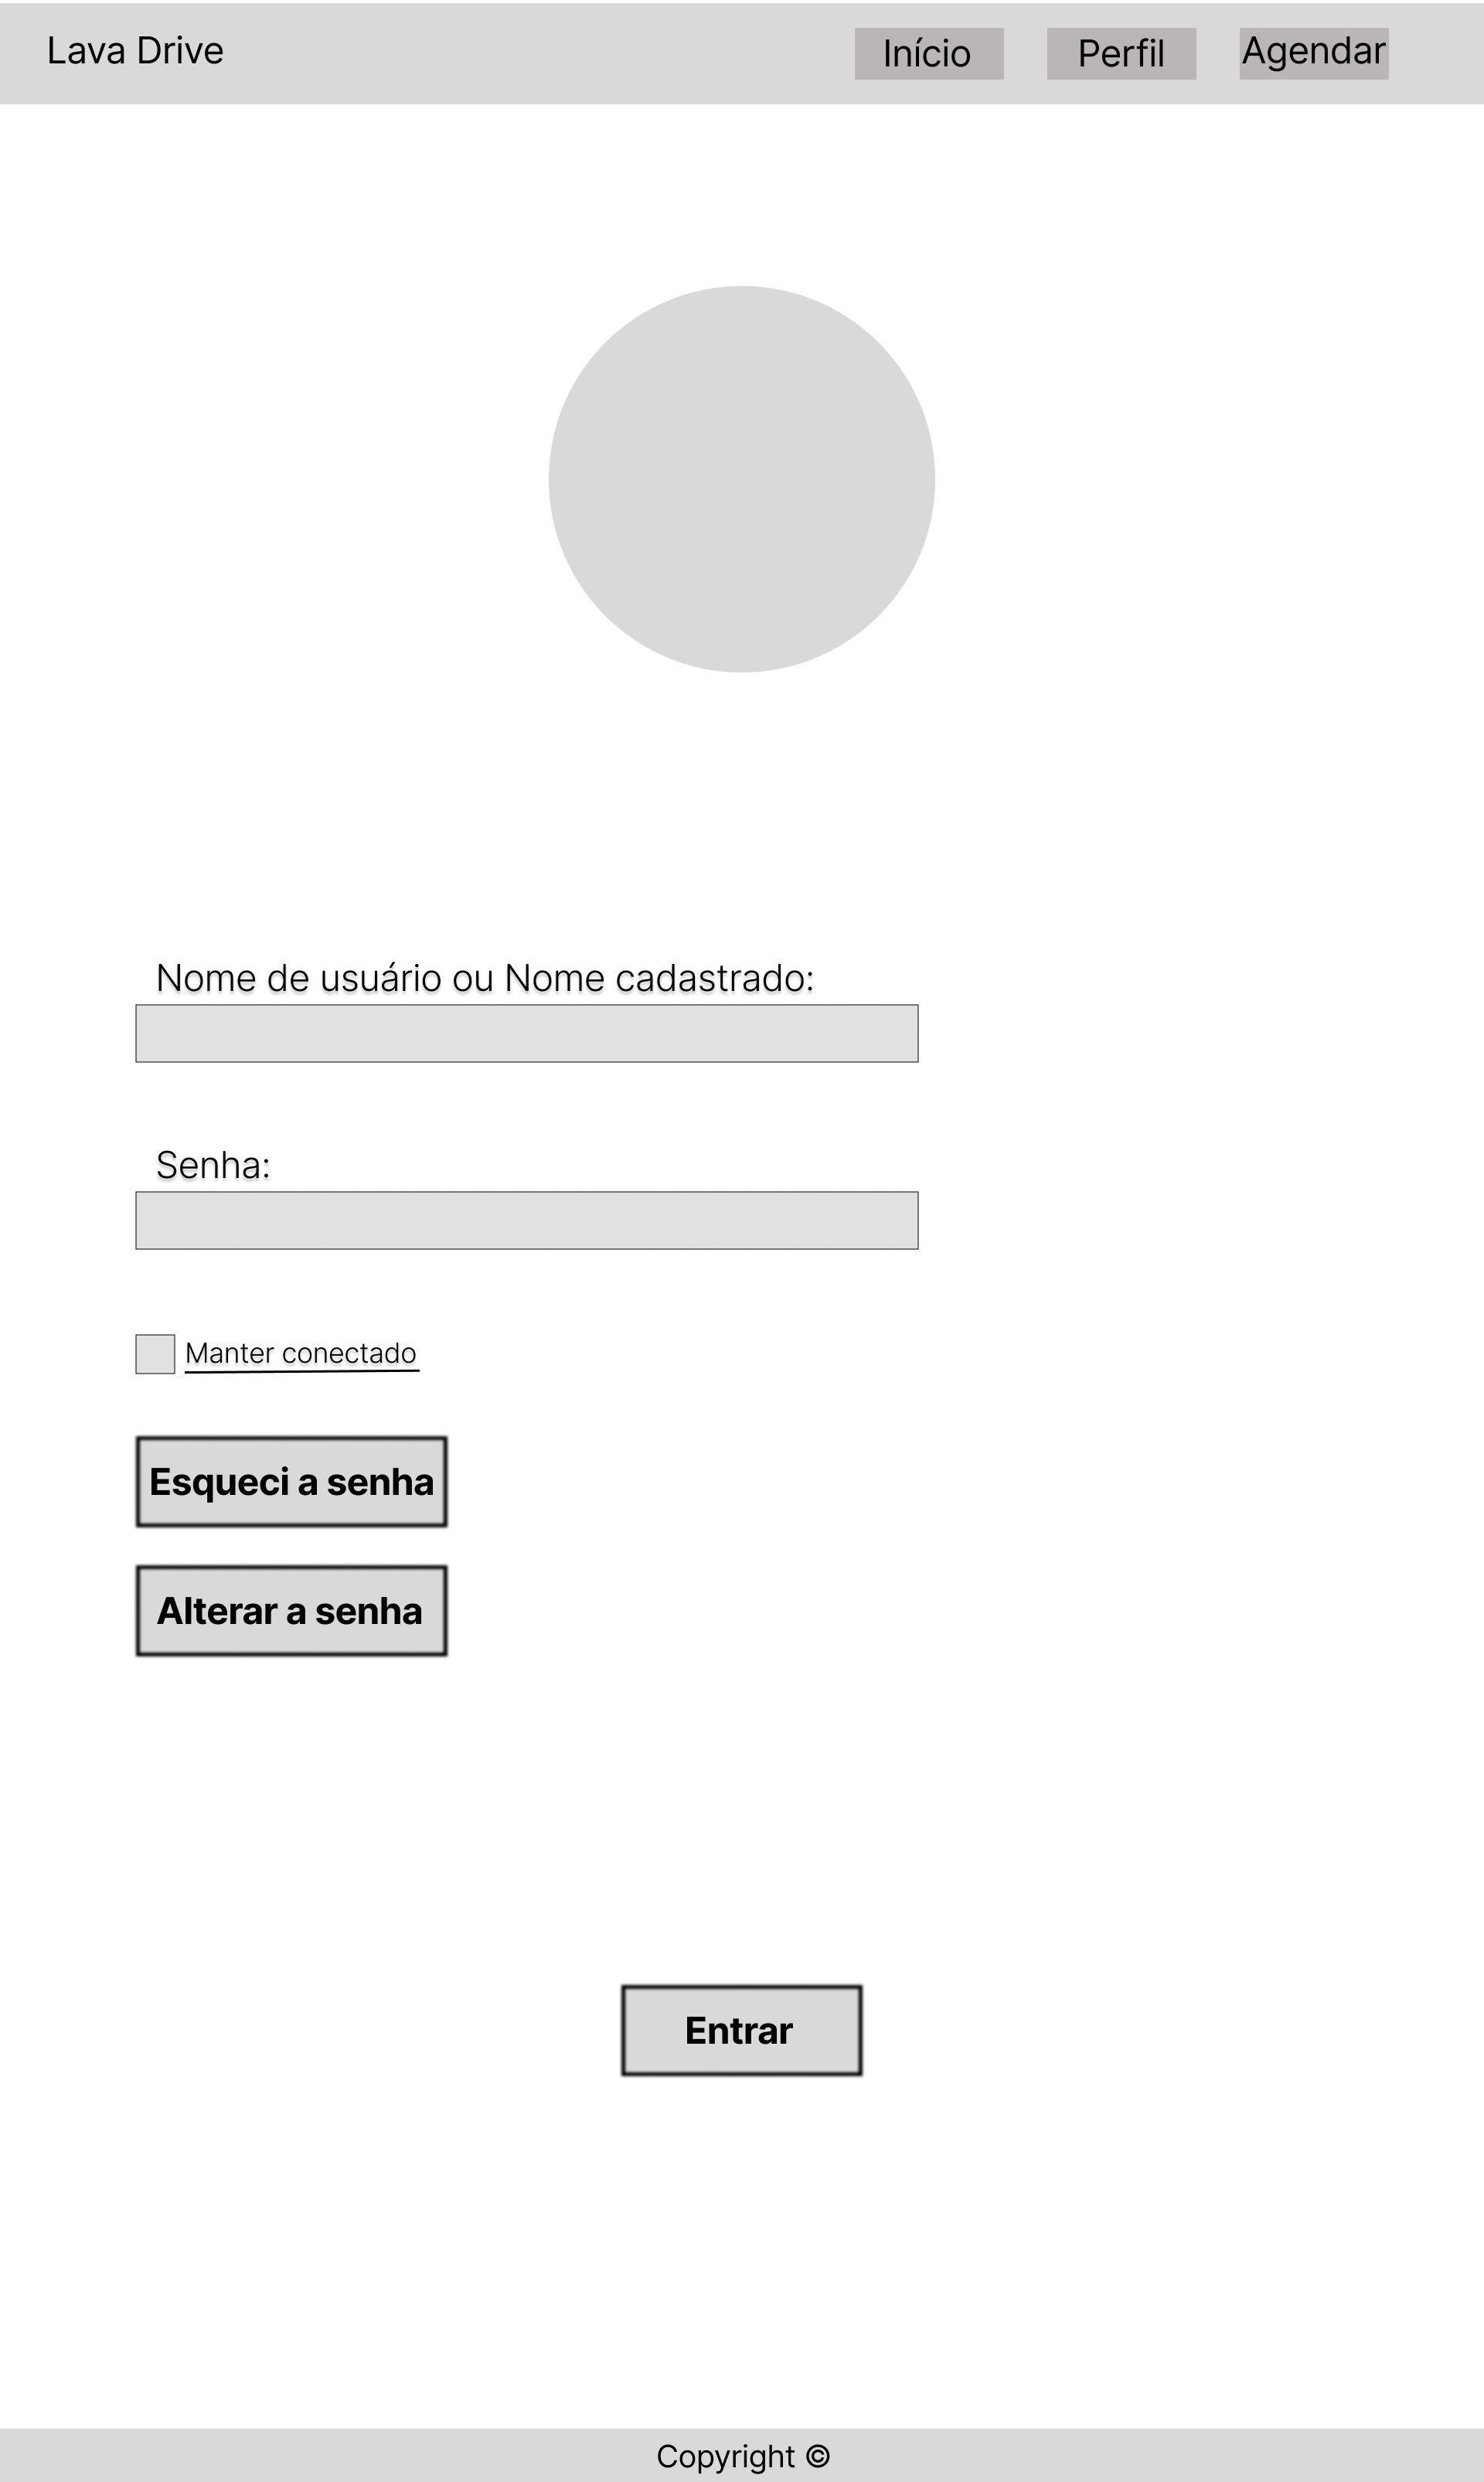 Lava Drive Início Perfil Agendar
Nome de usuário ou Nome cadastrado:
Senha:
Manter conectado
Esqueci a senha
Alterar a senha
Entrar
Copyright ©